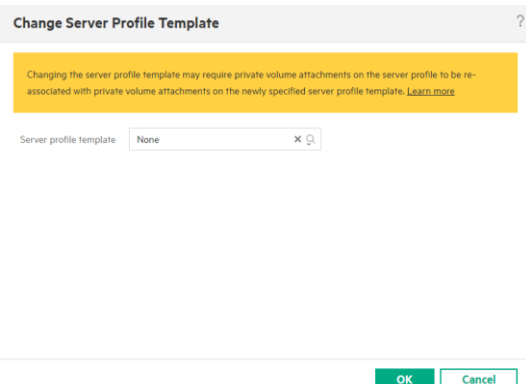 Change Server Profile Template
?
Changing the server profile template may require private volume attachments on the server profile to be re-
associated with private volume attachments on the newly specified server profile template. Learn more
Server profile template None
OK Cancel